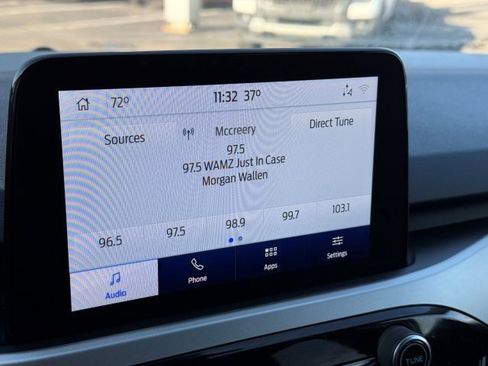 72° 11:32 37°
Sources Mccreery Direct Tune
97.5
97.5 WAMZ Just In Case
Morgan Wallen
96.5 97.5 98.9 99.7 103.1
Audio Phone Apps Settings
TUNE